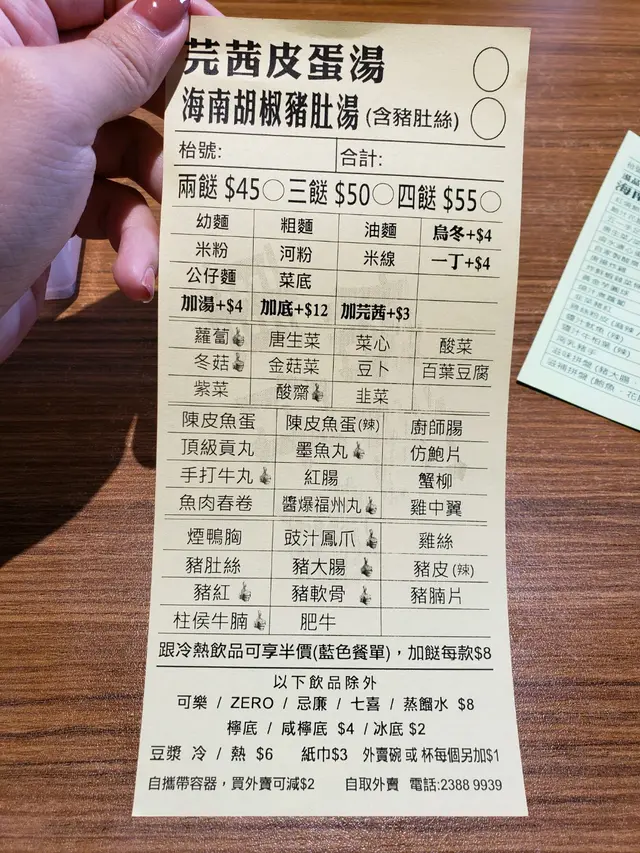 芫茜皮蛋湯
海南胡椒豬肚湯 (含豬肚絲)
枱號: 合計:
兩餸 $45 三餸 $50 四餸 $55
幼麵 粗麵 油麵 烏冬+$4
米粉 河粉 米線 一丁+$4
公仔麵 菜底
加湯+$4 加底+$12 加芫茜+$3
蘿蔔 唐生菜 菜心 酸菜
冬菇 金菇菜 豆卜 百葉豆腐
紫菜 酸齋 韭菜
陳皮魚蛋 陳皮魚蛋(辣) 廚師腸
頂級貢丸 墨魚丸 仿鮑片
手打牛丸 紅腸 蟹柳
魚肉春卷 醬爆福州丸 雞中翼
煙鴨胸 豉汁鳳爪 雞絲
豬肚絲 豬大腸 豬皮(辣)
豬紅 豬軟骨 豬腩片
柱侯牛腩 肥牛
跟冷熱飲品可享半價(藍色餐單)，加餸每款$8
以下飲品除外
可樂 / ZERO / 忌廉 / 七喜 / 蒸餾水 $8
檸底 / 咸檸底 $4 /冰底 $2
豆漿 冷 / 熱 $6 紙巾$3 外賣碗 或 杯每個另加$1
自攜帶容器，買外賣可減$2 自取外賣 電話:2388 9939